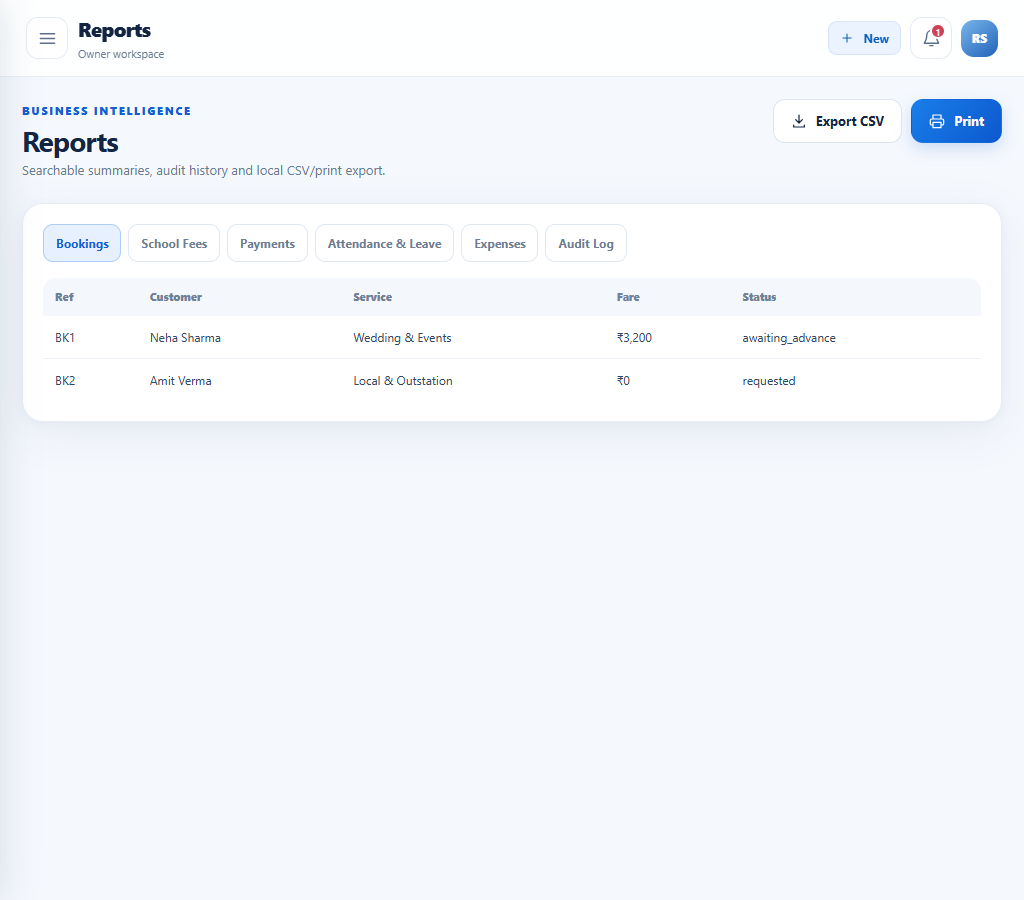 Reports
Owner workspace
New
1
RS
BUSINESS INTELLIGENCE
Reports
Searchable summaries, audit history and local CSV/print export.
Export CSV
Print
Bookings School Fees Payments Attendance & Leave Expenses Audit Log
Ref Customer Service Fare Status
BK1 Neha Sharma Wedding & Events ₹3,200 awaiting_advance
BK2 Amit Verma Local & Outstation ₹0 requested